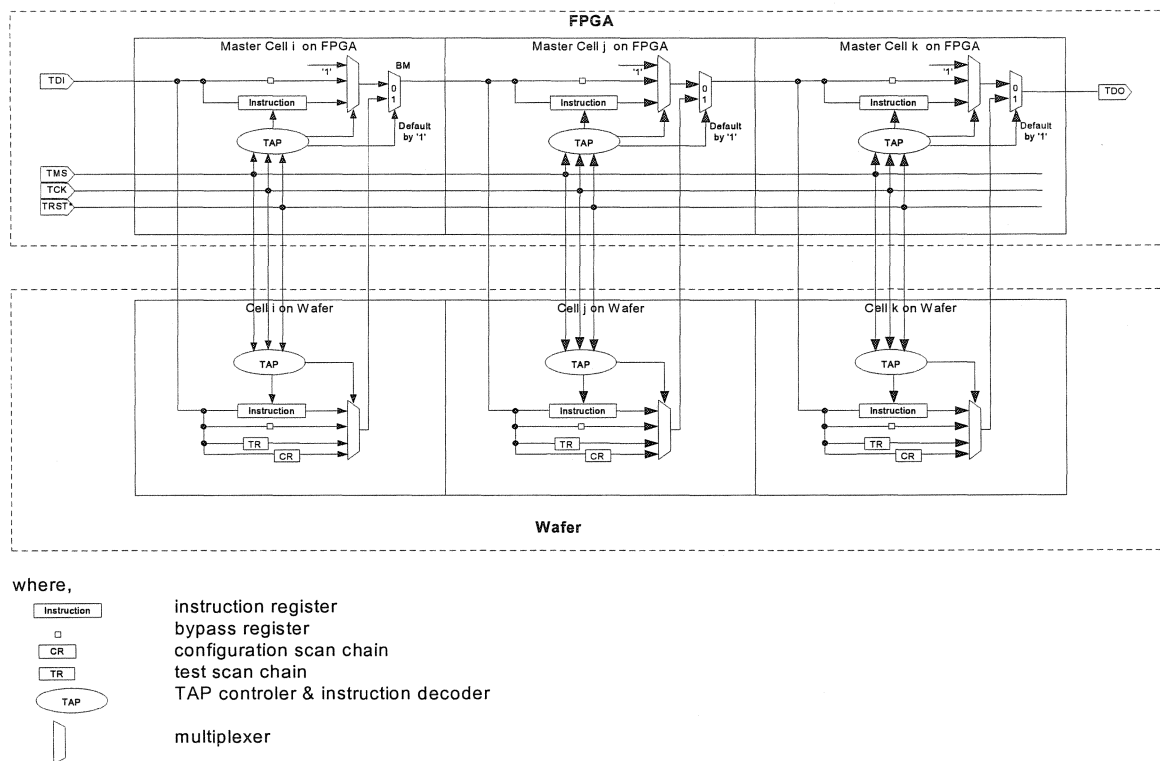 FPGA
Master Cell i on FPGA
Master Cell j on FPGA
Master Cell k on FPGA
TDI
'1'
BM
0
1
Instruction
TAP
Default
by '1'
'1'
0
1
Instruction
TAP
Default
by '1'
'1'
0
1
Instruction
TAP
Default
by '1'
TDO
TMS
TCK
TRST*
Cell i on Wafer
Cell j on Wafer
Cell k on Wafer
TAP
Instruction
TR
CR
TAP
Instruction
TR
CR
TAP
Instruction
TR
CR
Wafer
where,
Instruction
instruction register
bypass register
CR
configuration scan chain
TR
test scan chain
TAP
TAP controler & instruction decoder
multiplexer